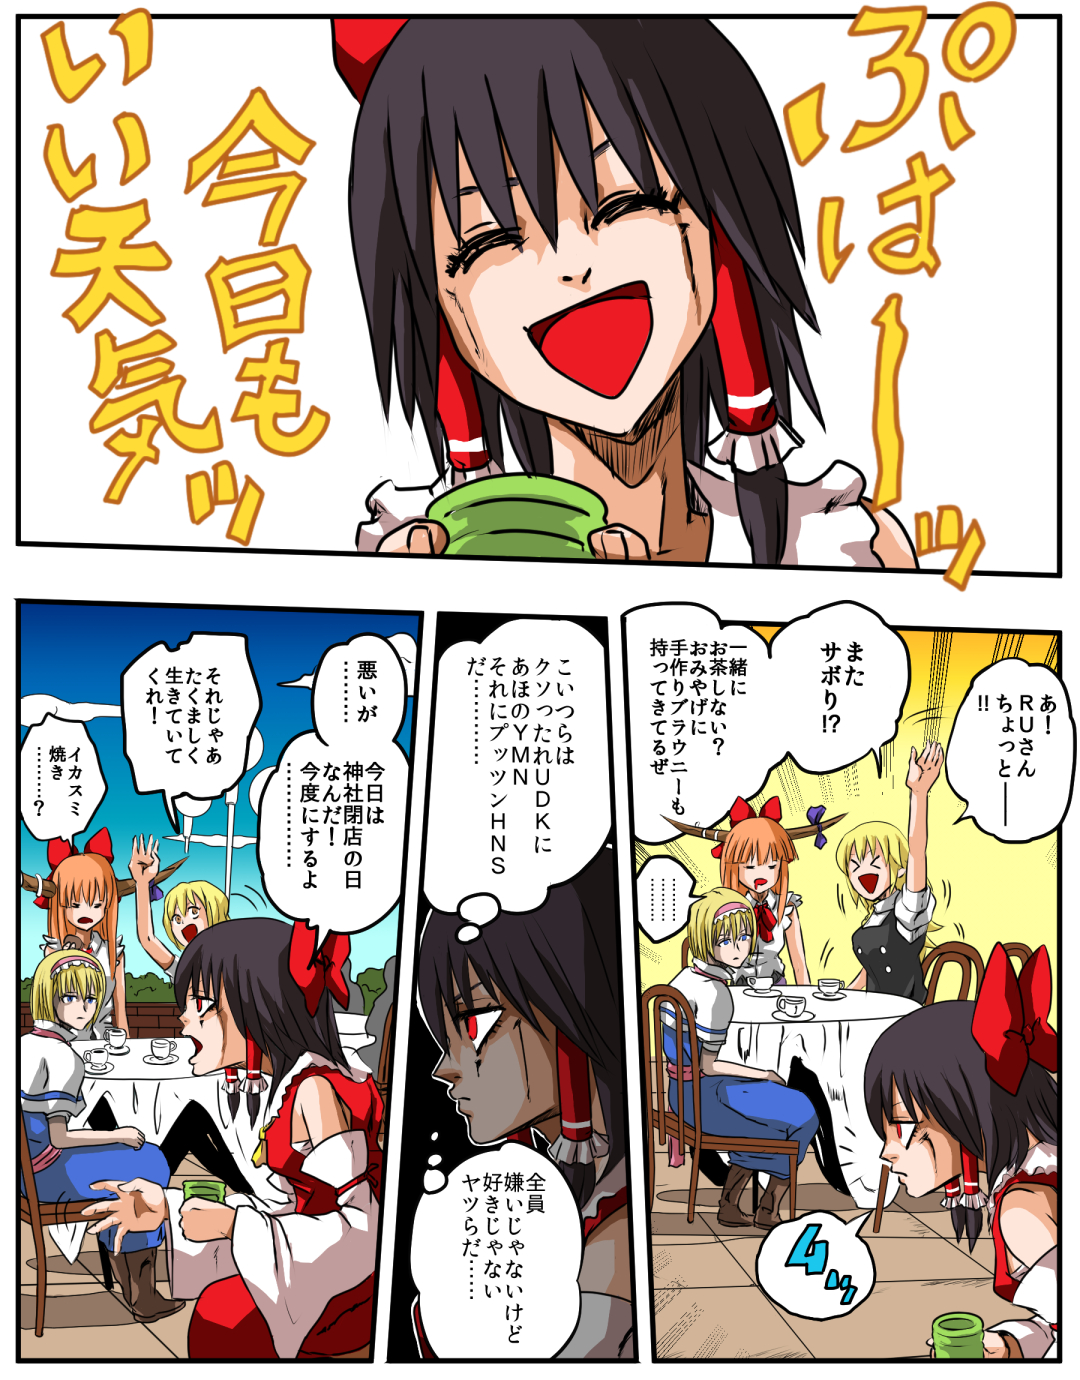 ぷはーーッ
今日も
いい天気ッ
あ！
ＲＵさん
ちょっと──
!!
また
サボり!?
一緒に
お茶しない？
おみやげに
手作りブラウニーも
持ってきてるぜ
………
ムッ
こいつらは
クソったれＵＤＫに
あほのＹＭＮ
それにプッツンＨＮＳ
だ………
全員
嫌いじゃないけど
好きじゃない
ヤツらだ……
悪いが
……
今日は
神社閉店の日
なんだ！
今度にするよ
………
それじゃあ
たくましく
生きていて
くれ！
イカスミ
焼き
………？